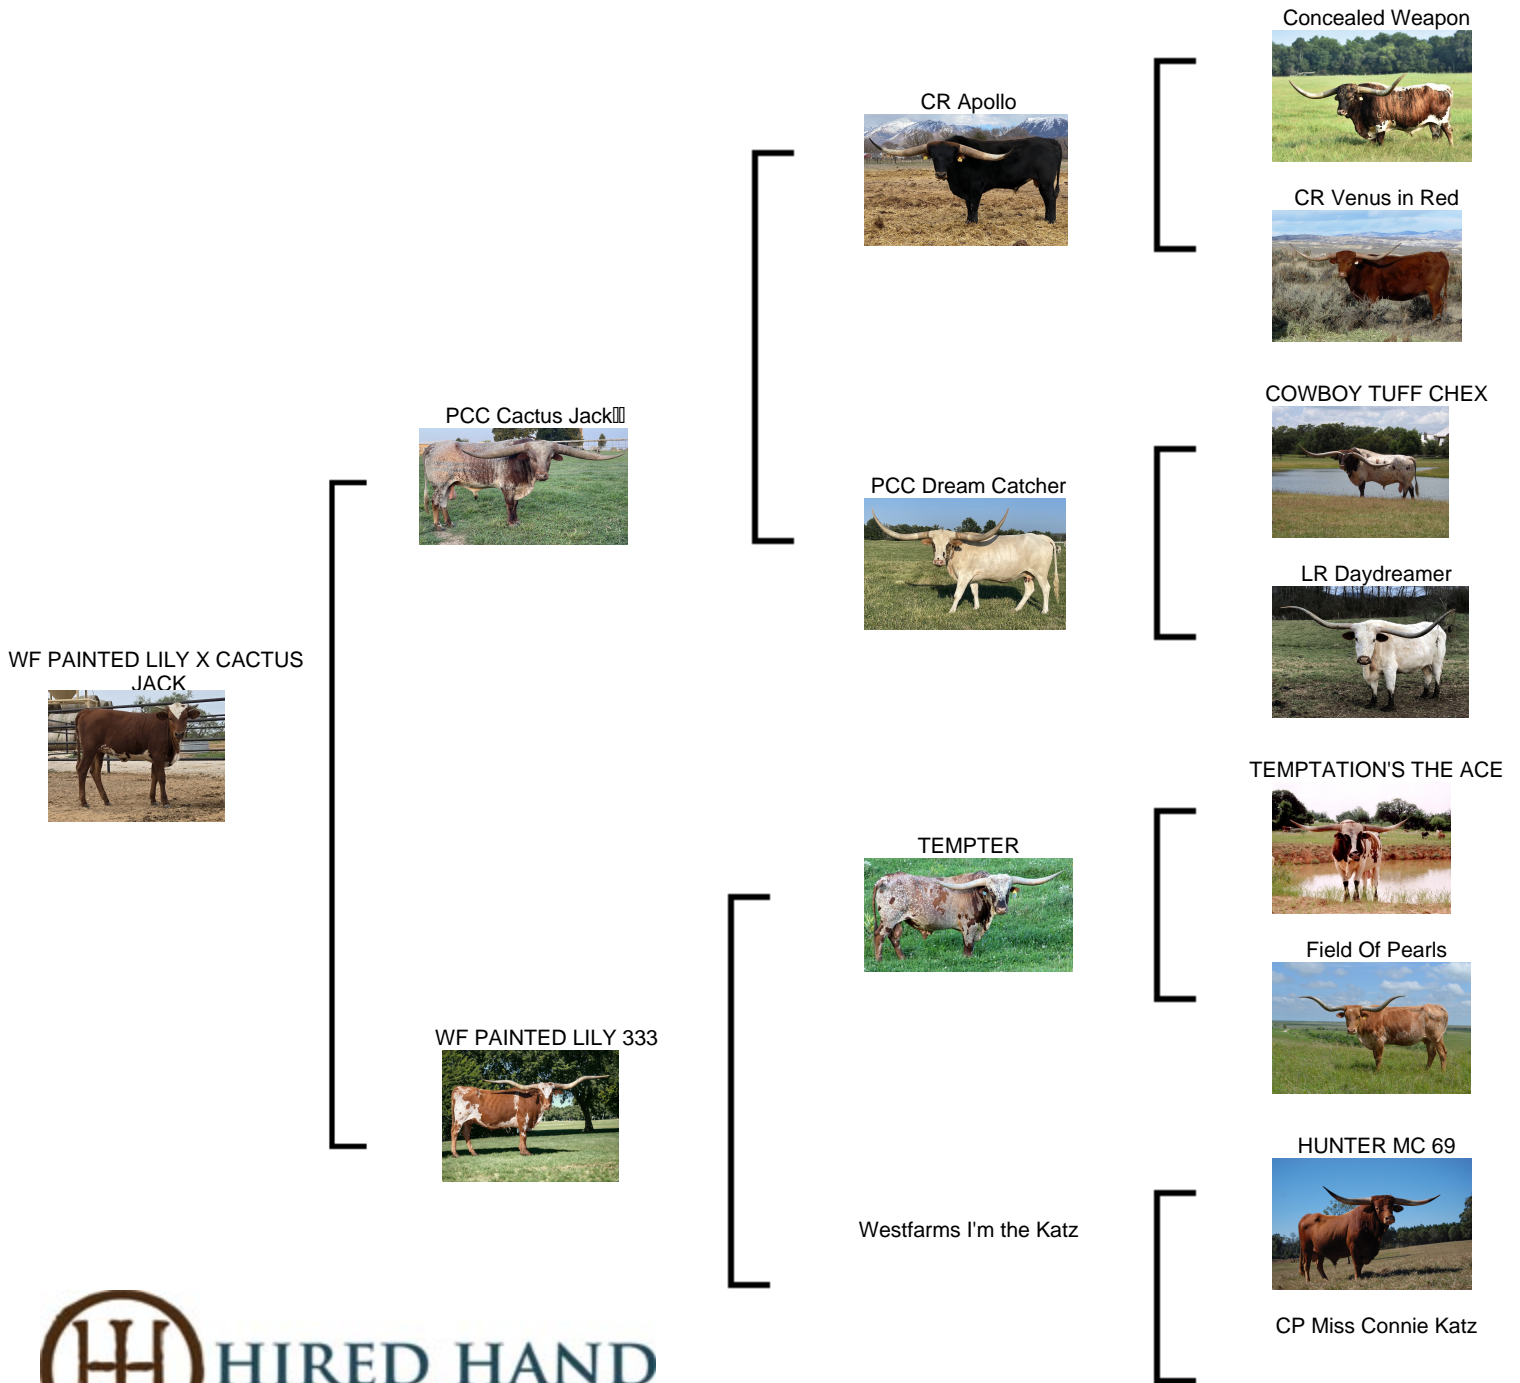 Concealed Weapon
CR Apollo
CR Venus in Red
COWBOY TUFF CHEX
PCC Cactus Jack
PCC Dream Catcher
LR Daydreamer
WF PAINTED LILY X CACTUS
JACK
TEMPTATION'S THE ACE
TEMPTER
Field Of Pearls
WF PAINTED LILY 333
HUNTER MC 69
Westfarms I'm the Katz
CP Miss Connie Katz
HIRED HAND